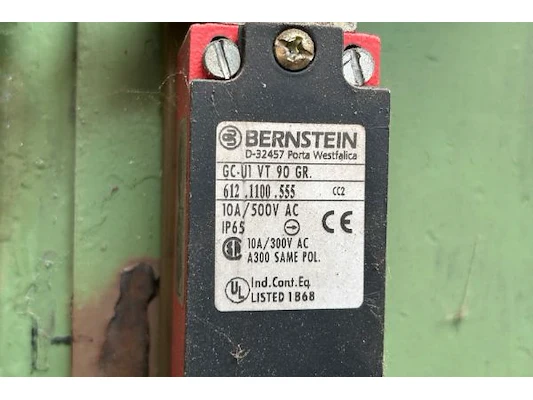 BERNSTEIN
D-32457 Porta Westfalica
GC-U1 VT 90 GR.
612.1100.555 CC2
10A/500V AC
IP65 CE
10A/300V AC
A300 SAME POL.
UL Ind.Cont.Eq
LISTED 1B68